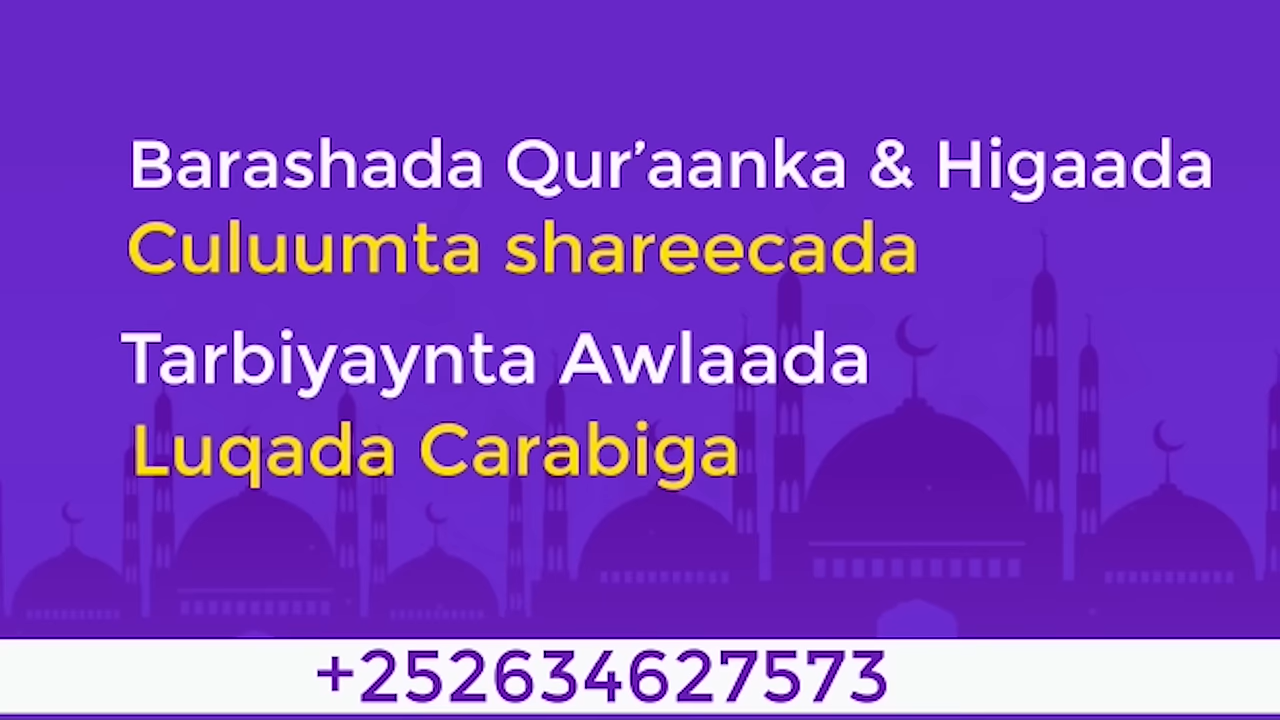 Barashada Qur’aanka & Higaada
Culuumta shareecada
Tarbiyaynta Awlaada
Luqada Carabiga
+252634627573